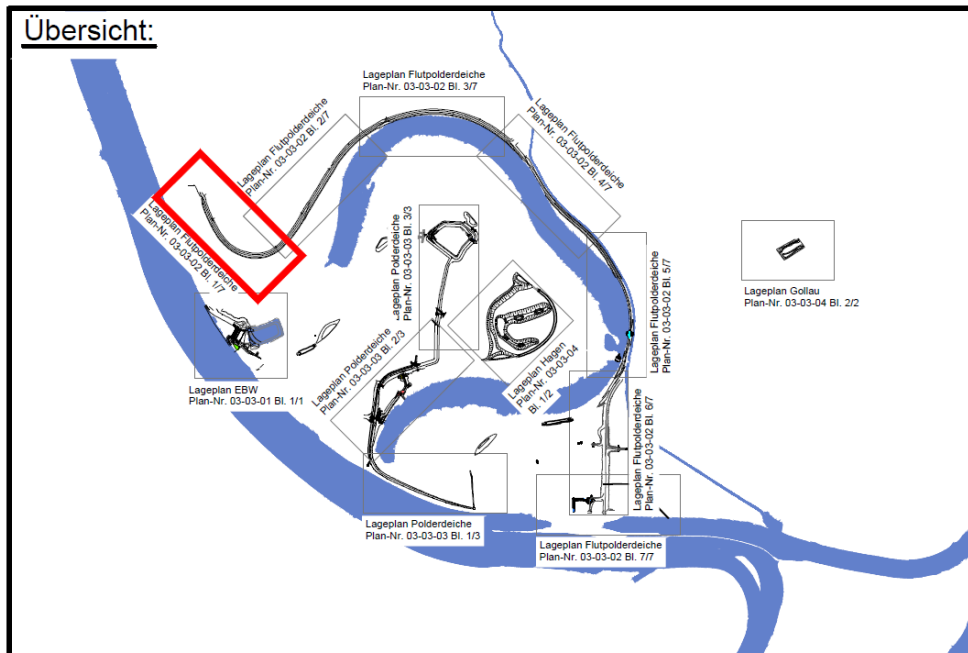 Übersicht:
Lageplan Flutpolderdeiche
Plan-Nr. 03-03-02 Bl. 3/7
Lageplan Flutpolderdeiche
Plan-Nr. 03-03-02 Bl. 2/7
Lageplan Flutpolderdeiche
Plan-Nr. 03-03-02 Bl. 4/7
Lageplan Flutpolderdeiche
Plan-Nr. 03-03-02 Bl. 1/7
Lageplan Polderdeiche
Plan-Nr. 03-03-03 Bl. 3/3
Lageplan Flutpolderdeiche
Plan-Nr. 03-03-02 Bl. 5/7
Lageplan Gollau
Plan-Nr. 03-03-04 Bl. 2/2
Lageplan EBW
Plan-Nr. 03-03-01 Bl. 1/1
Lageplan Polderdeiche
Plan-Nr. 03-03-03 Bl. 2/3
Lageplan Hagen
Plan-Nr. 03-03-04
Bl. 1/2
Lageplan Flutpolderdeiche
Plan-Nr. 03-03-02 Bl. 6/7
Lageplan Polderdeiche
Plan-Nr. 03-03-03 Bl. 1/3
Lageplan Flutpolderdeiche
Plan-Nr. 03-03-02 Bl. 7/7